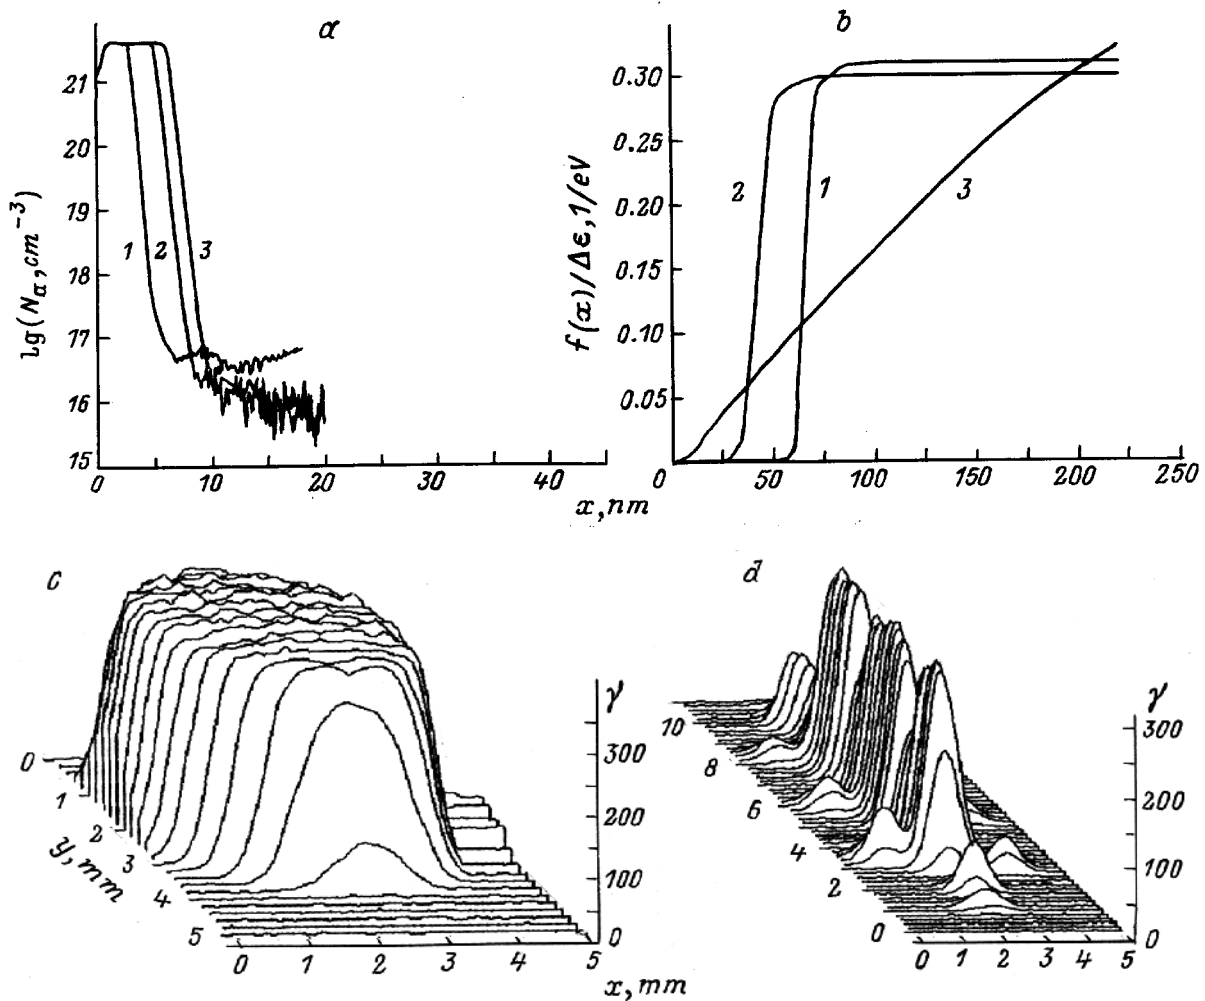 a
21
20
19
18
17
16
15
lg(Nα, cm⁻³)
1 2 3
0 10 20 30 40
x, nm
b
0.30
0.25
0.20
0.15
0.10
0.05
f(x)/Δε, 1/eV
2 1 3
0 50 100 150 200 250
c
γ
300
200
100
0
0
1
2
3
4
5
y, mm
0 1 2 3 4 5
x, mm
d
γ
300
200
100
0
10
8
6
4
2
0
0 1 2 3 4 5